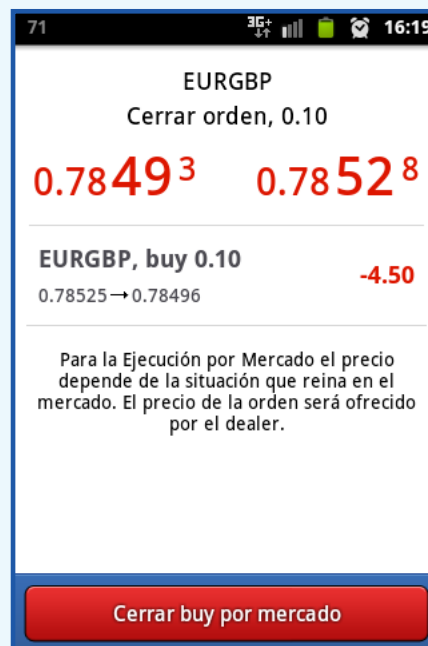 71 3G+ 16:19
EURGBP
Cerrar orden, 0.10
0.78493 0.78528
EURGBP, buy 0.10
-4.50
0.78525→0.78496
Para la Ejecución por Mercado el precio
depende de la situación que reina en el
mercado. El precio de la orden será ofrecido
por el dealer.
Cerrar buy por mercado